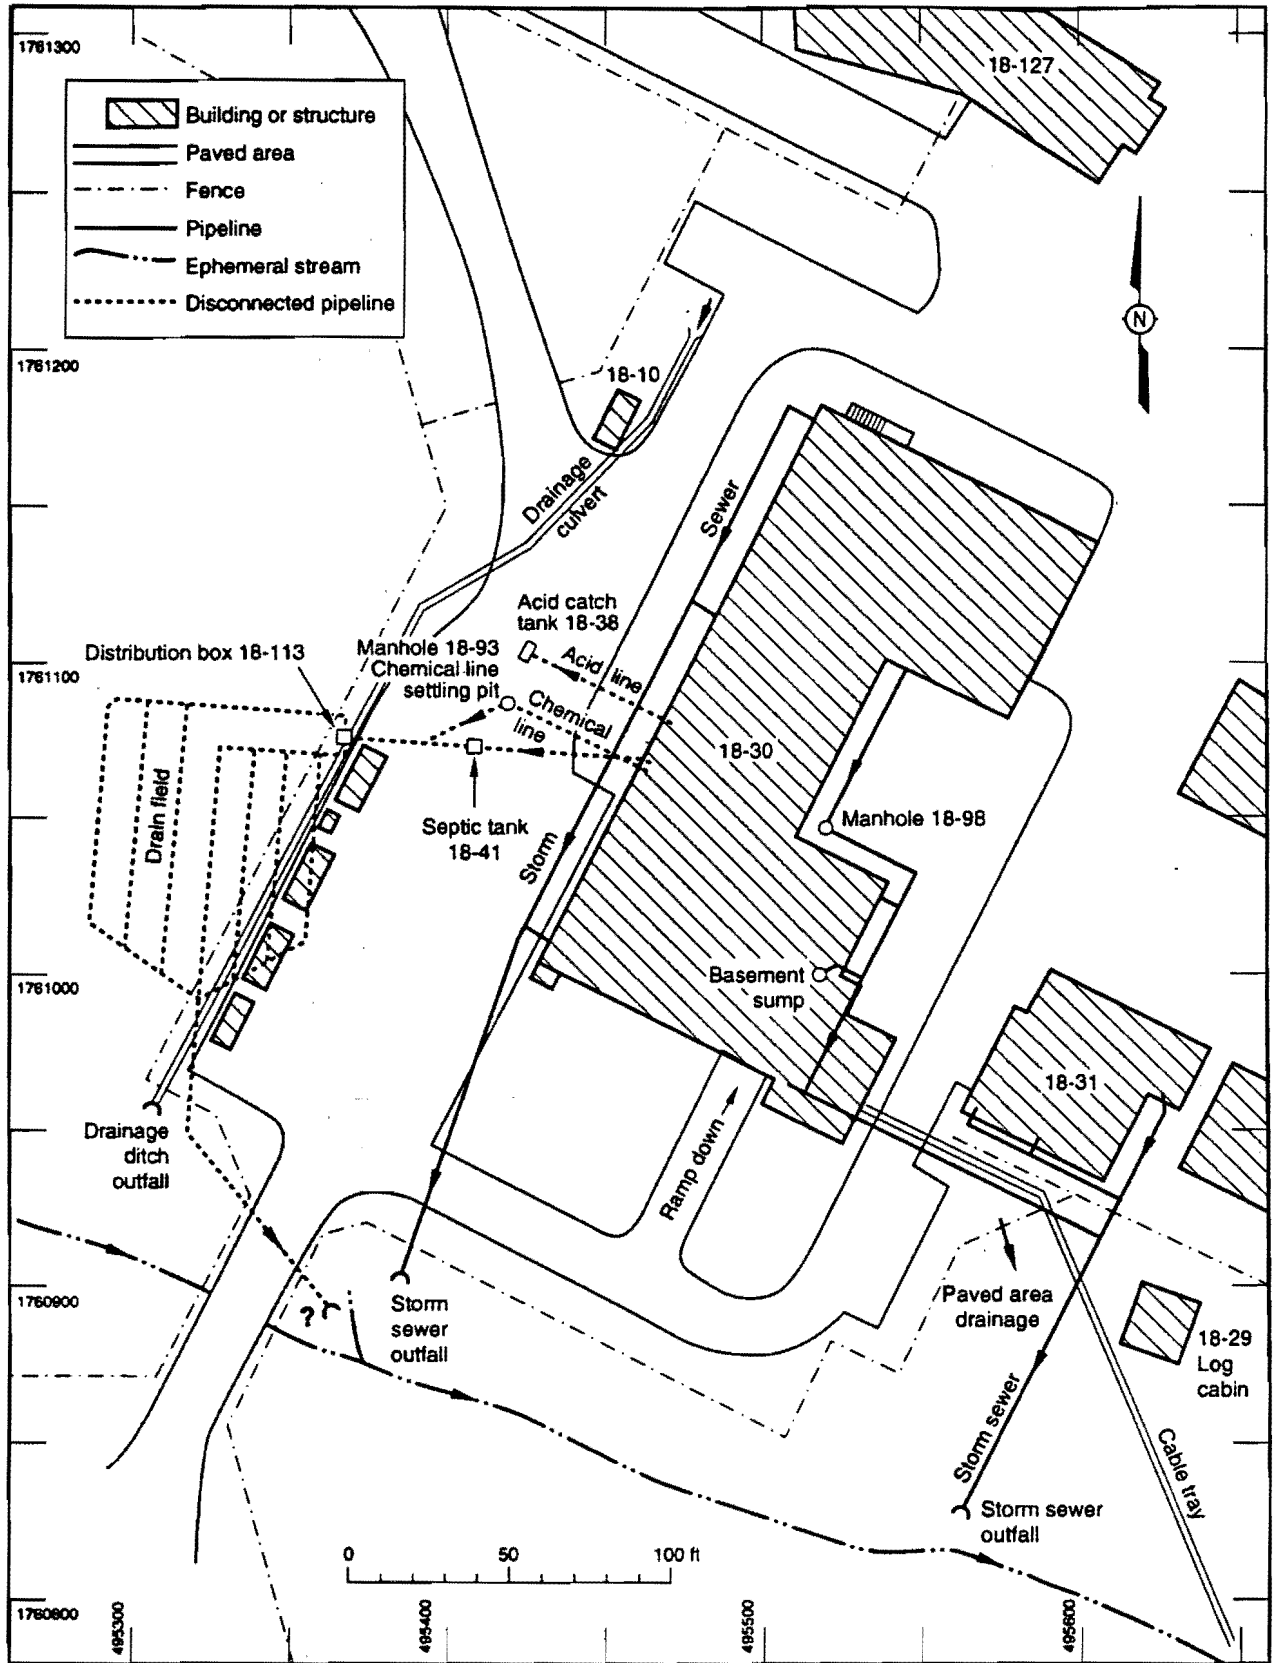 1761300
18-127
Building or structure
Paved area
Fence
Pipeline
Ephemeral stream
Disconnected pipeline
N
1761200
18-10
Drainage
culvert
Sewer
Acid catch
tank 18-38
Distribution box 18-113
Manhole 18-93
Chemical line
settling pit
Acid line
1761100
Chemical
line
18-30
Drain field
Septic tank
18-41
Manhole 18-98
Storm
Basement
sump
1761000
18-31
Drainage
ditch
outfall
Ramp down
1760900
?
Storm
sewer
outfall
Paved area
drainage
18-29
Log
cabin
Storm sewer
Cable tray
Storm sewer
outfall
0 50 100 ft
1760800
495300
495400
495500
495600